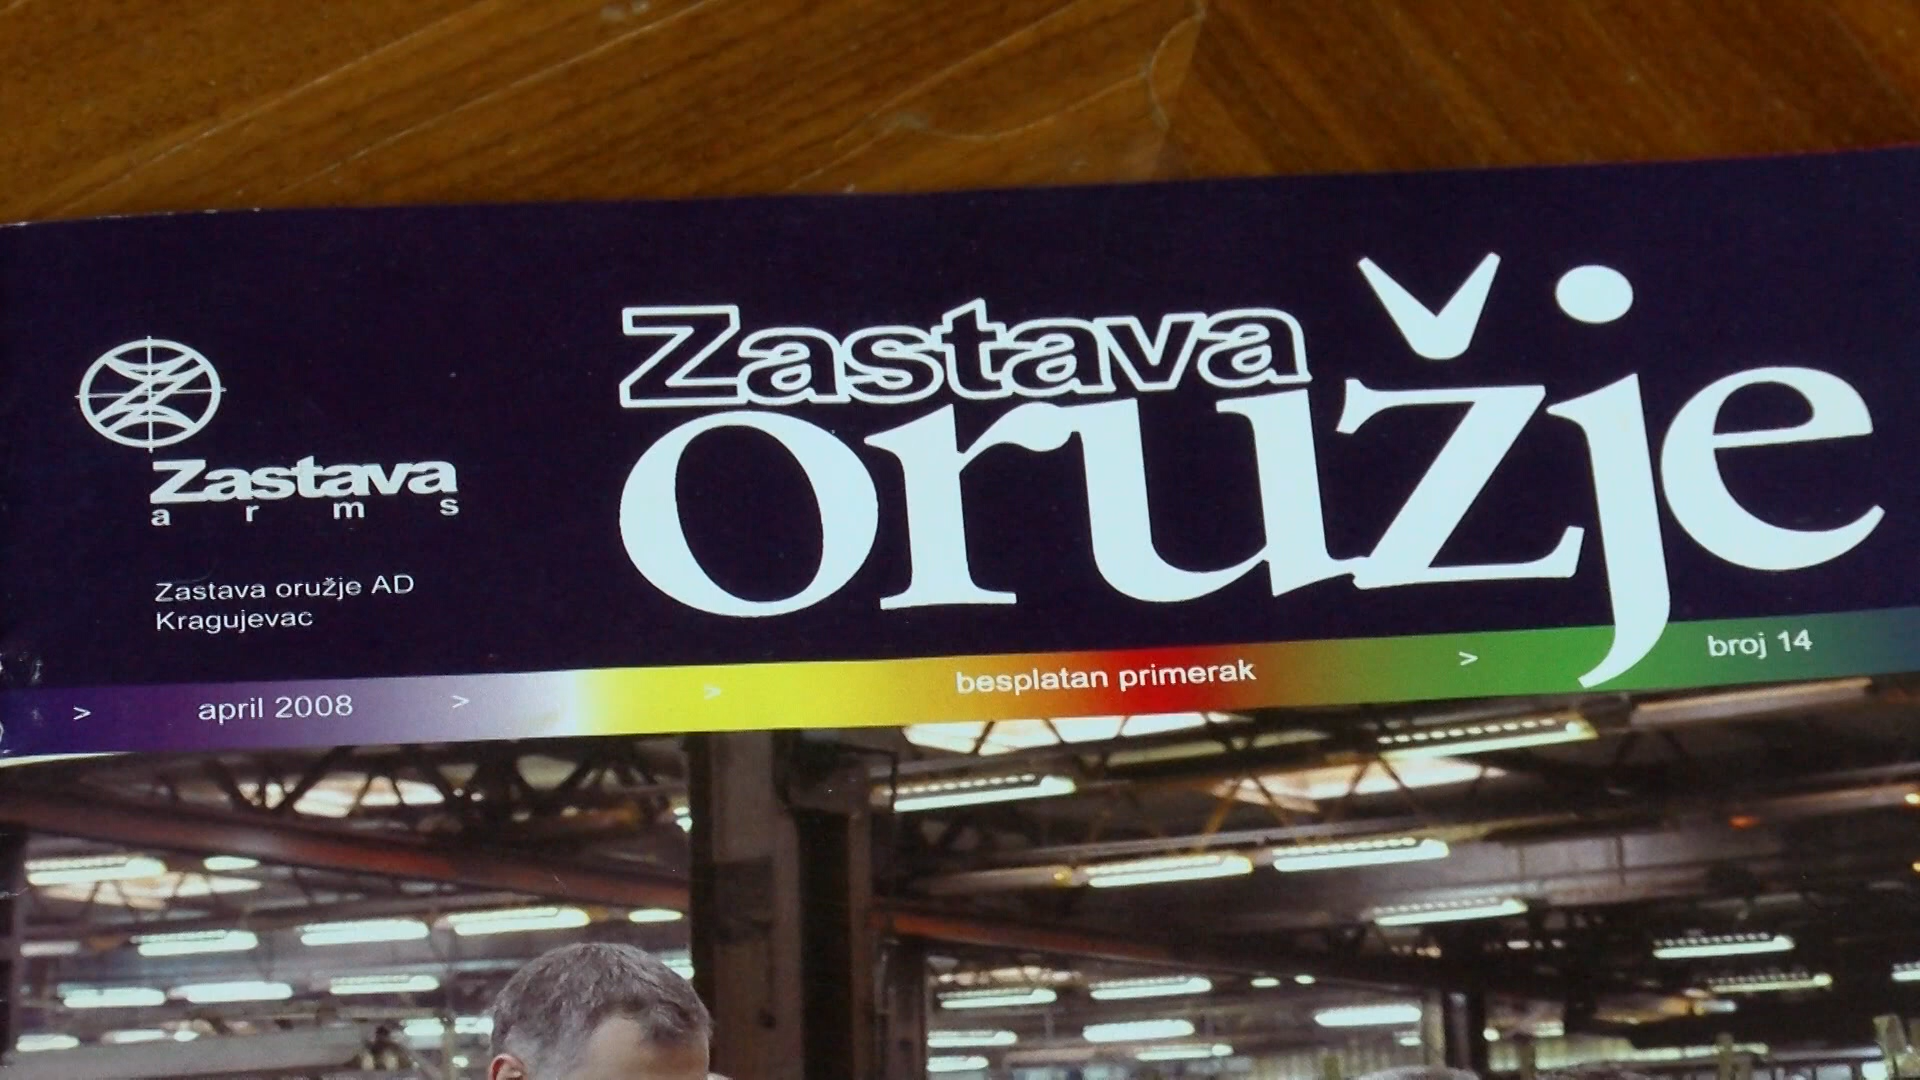 Zastava
oružje
Zastava
arms
Zastava oružje AD
Kragujevac
> april 2008 > > besplatan primerak > broj 14